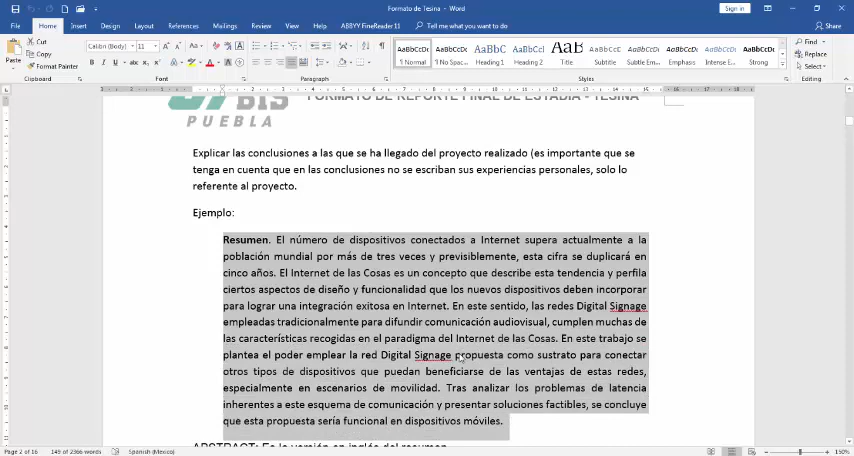 Formato de Tesina - Word
Sign in
File Home Insert Design Layout References Mailings Review View Help ABBYY FineReader 11 Tell me what you want to do Share
Paste Cut Copy Format Painter
Calibri (Body) 11
AaBbCcDc AaBbCcDc AaBbC AaBbCcI AaB AaBbCcC AaBbCcDc AaBbCcDc AaBbCcDc AaBbCcDc
¶ Normal ¶ No Spac... Heading 1 Heading 2 Title Subtitle Subtle Em... Emphasis Intense E... Strong
Find Replace Select
Clipboard Font Paragraph Styles Editing
BIS
PUEBLA
FORMATO DE REPORTE FINAL DE ESTADIA - TESINA
Explicar las conclusiones a las que se ha llegado del proyecto realizado (es importante que se
tenga en cuenta que en las conclusiones no se escriban sus experiencias personales, solo lo
referente al proyecto.
Ejemplo:
Resumen. El número de dispositivos conectados a Internet supera actualmente a la
población mundial por más de tres veces y previsiblemente, esta cifra se duplicará en
cinco años. El Internet de las Cosas es un concepto que describe esta tendencia y perfila
ciertos aspectos de diseño y funcionalidad que los nuevos dispositivos deben incorporar
para lograr una integración exitosa en Internet. En este sentido, las redes Digital Signage
empleadas tradicionalmente para difundir comunicación audiovisual, cumplen muchas de
las características recogidas en el paradigma del Internet de las Cosas. En este trabajo se
plantea el poder emplear la red Digital Signage propuesta como sustrato para conectar
otros tipos de dispositivos que puedan beneficiarse de las ventajas de estas redes,
especialmente en escenarios de movilidad. Tras analizar los problemas de latencia
inherentes a este esquema de comunicación y presentar soluciones factibles, se concluye
que esta propuesta sería funcional en dispositivos móviles.
ABSTRACT: Es la versión en inglés del resumen
Page 2 of 16 149 of 2366 words Spanish (Mexico) 150%